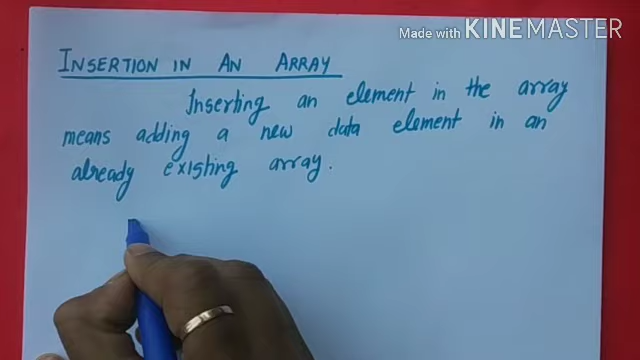 Made with KINEMASTER
INSERTION IN AN ARRAY
Inserting an element in the array
means adding a new data element in an
already existing array.